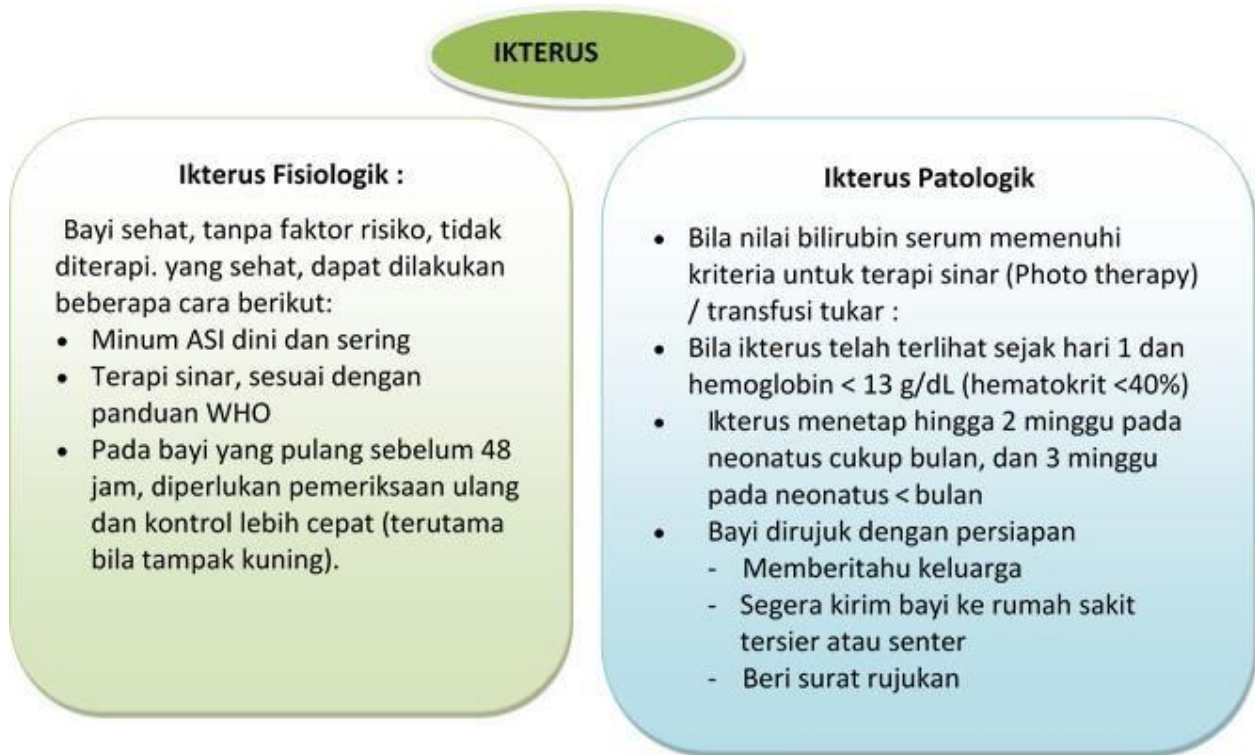 IKTERUS
Ikterus Fisiologik :
Bayi sehat, tanpa faktor risiko, tidak
diterapi. yang sehat, dapat dilakukan
beberapa cara berikut:
• Minum ASI dini dan sering
• Terapi sinar, sesuai dengan
panduan WHO
• Pada bayi yang pulang sebelum 48
jam, diperlukan pemeriksaan ulang
dan kontrol lebih cepat (terutama
bila tampak kuning).
Ikterus Patologik
• Bila nilai bilirubin serum memenuhi
kriteria untuk terapi sinar (Photo therapy)
/ transfusi tukar :
• Bila ikterus telah terlihat sejak hari 1 dan
hemoglobin < 13 g/dL (hematokrit <40%)
• Ikterus menetap hingga 2 minggu pada
neonatus cukup bulan, dan 3 minggu
pada neonatus < bulan
• Bayi dirujuk dengan persiapan
- Memberitahu keluarga
- Segera kirim bayi ke rumah sakit
tersier atau senter
- Beri surat rujukan